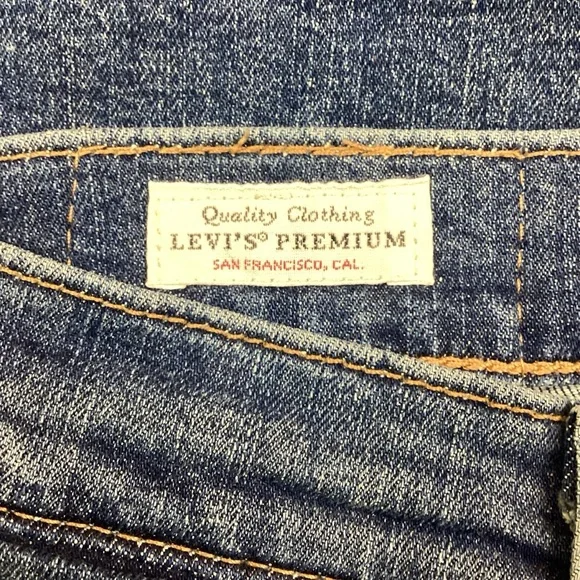 Quality Clothing
LEVI'S® PREMIUM
SAN FRANCISCO, CAL.